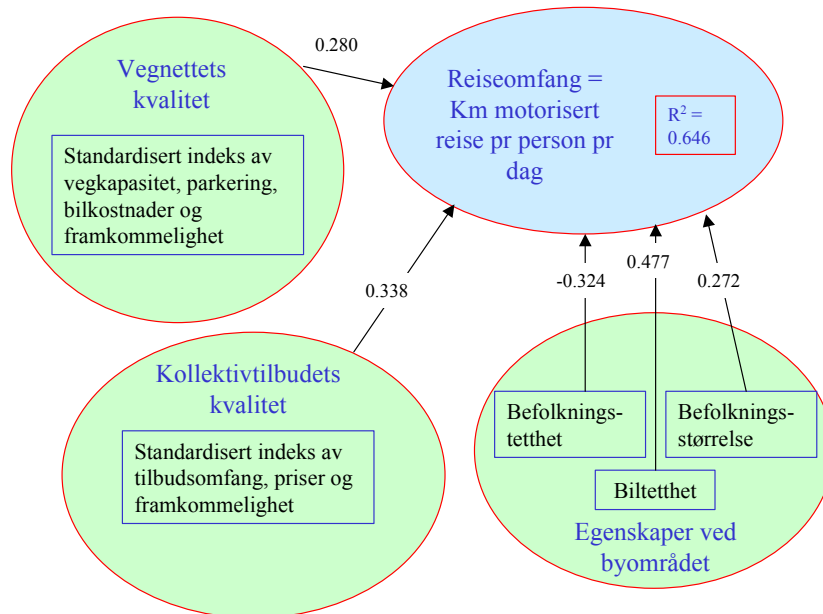 0.280
Vegnettets
kvalitet
Standardisert indeks av
vegkapasitet, parkering,
bilkostnader og
framkommelighet
Reiseomfang =
Km motorisert
reise pr person pr
dag
R² =
0.646
0.338
-0.324
0.477
0.272
Kollektivtilbudets
kvalitet
Standardisert indeks av
tilbudsomfang, priser og
framkommelighet
Befolknings-
tetthet
Befolknings-
størrelse
Biltetthet
Egenskaper ved
byområdet